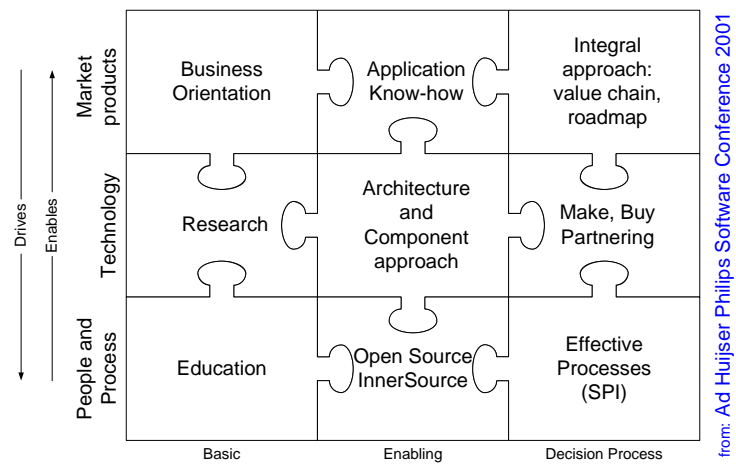 Drives
Enables
Market
products
Business
Orientation
Application
Know-how
Integral
approach:
value chain,
roadmap
Technology
Research
Architecture
and
Component
approach
Make, Buy
Partnering
People and
Process
Education
Open Source
InnerSource
Effective
Processes
(SPI)
Basic
Enabling
Decision Process
from: Ad Huijser Philips Software Conference 2001